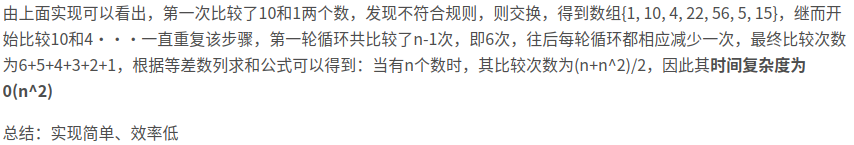 由上面实现可以看出，第一次比较了10和1两个数，发现不符合规则，则交换，得到数组{1, 10, 4, 22, 56, 5, 15}，继而开
始比较10和4・・・一直重复该步骤，第一轮循环共比较了n-1次，即6次，往后每轮循环都相应减少一次，最终比较次数
为6+5+4+3+2+1，根据等差数列求和公式可以得到：当有n个数时，其比较次数为(n+n^2)/2，因此其时间复杂度为
0(n^2)
总结：实现简单、效率低